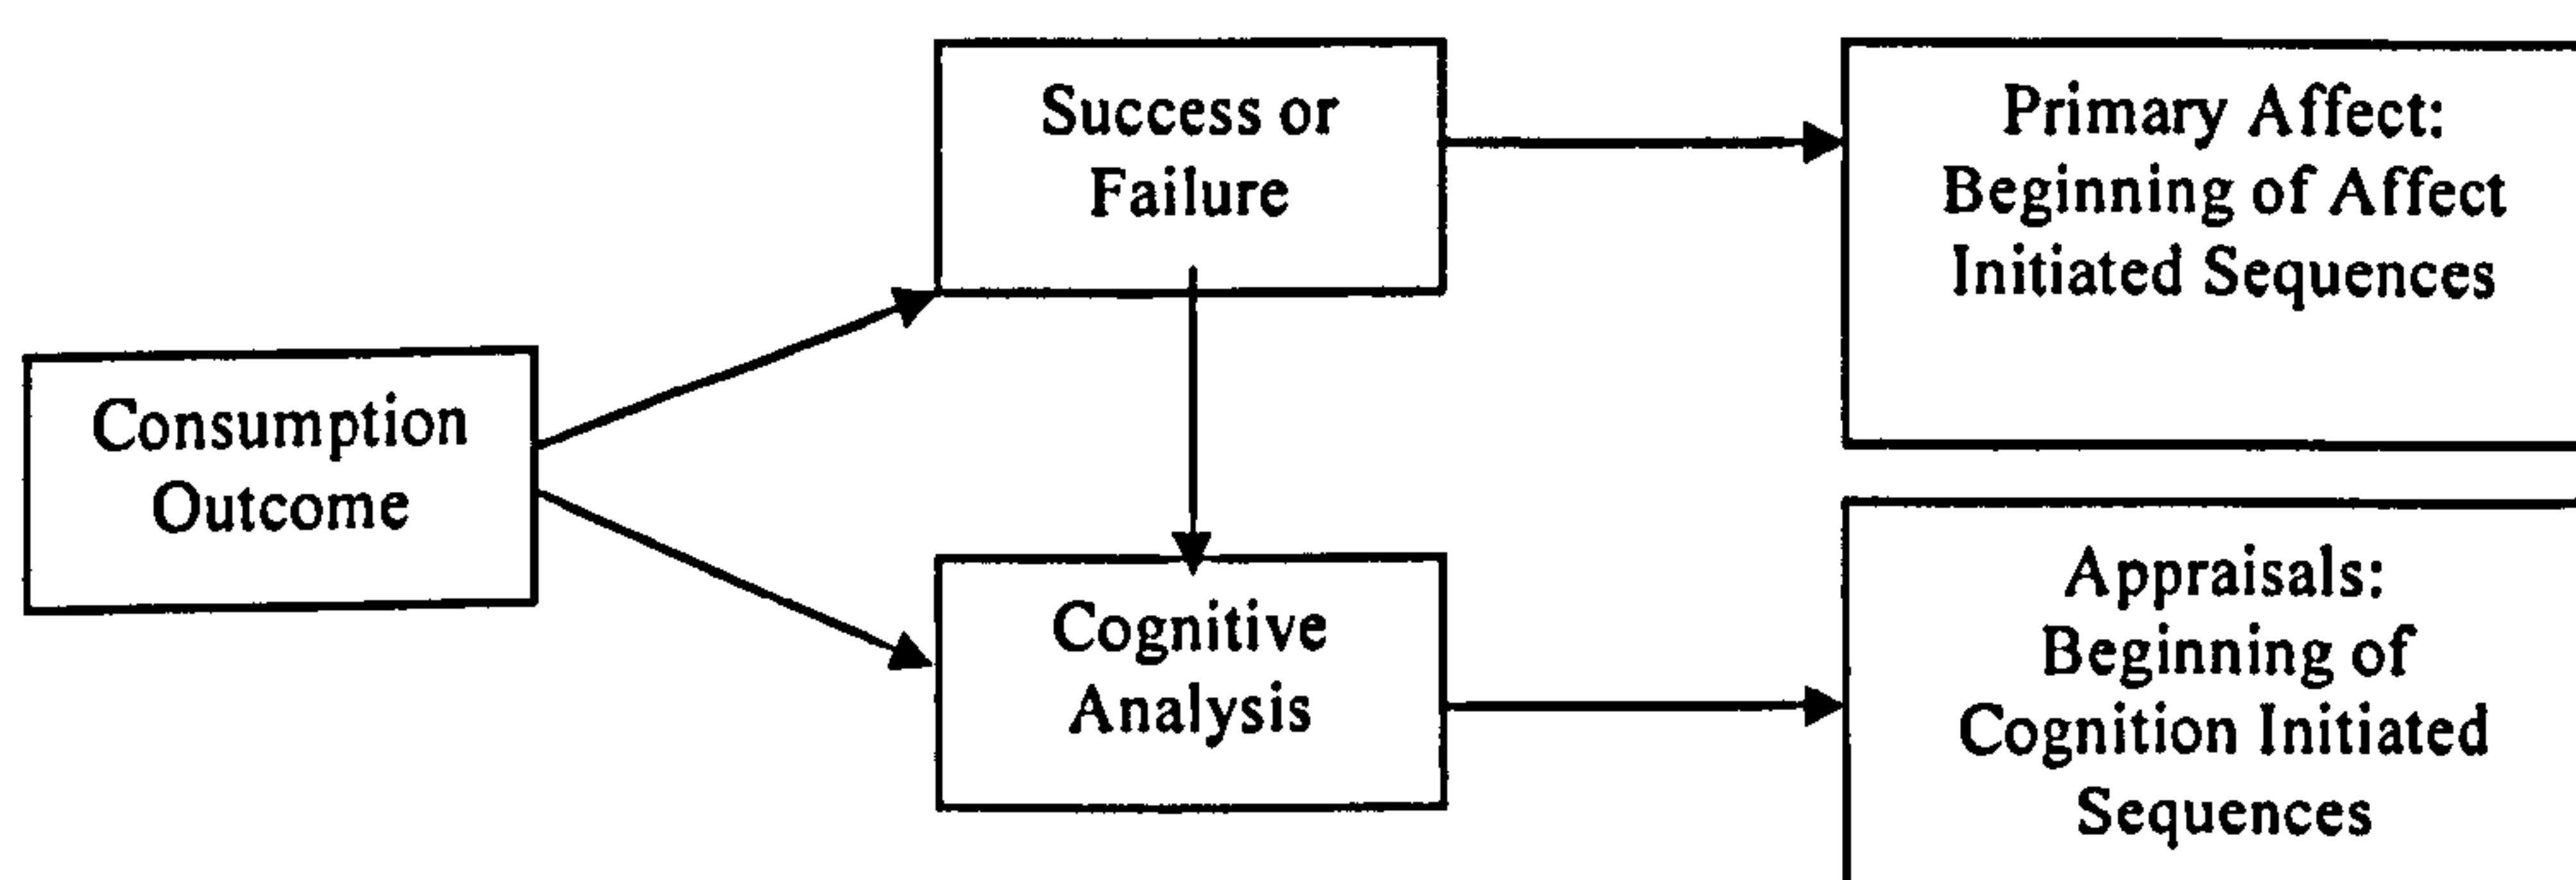 Consumption
Outcome
Success or
Failure
Cognitive
Analysis
Primary Affect:
Beginning of Affect
Initiated Sequences
Appraisals:
Beginning of
Cognition Initiated
Sequences